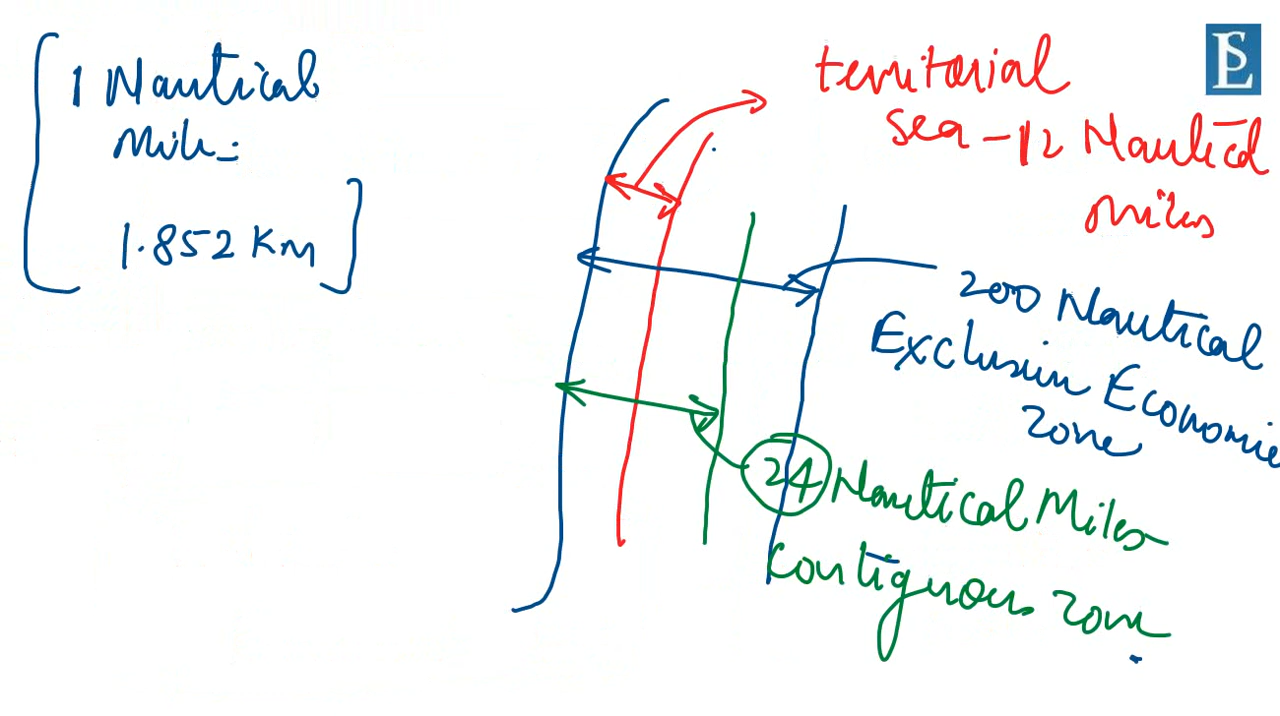 1 Nautical
Mile =
1.852 Km
territorial
sea - 12 Nautical
miles
200 Nautical
Exclusive Economic
zone
24 Nautical Miles
Contiguous zone
LS